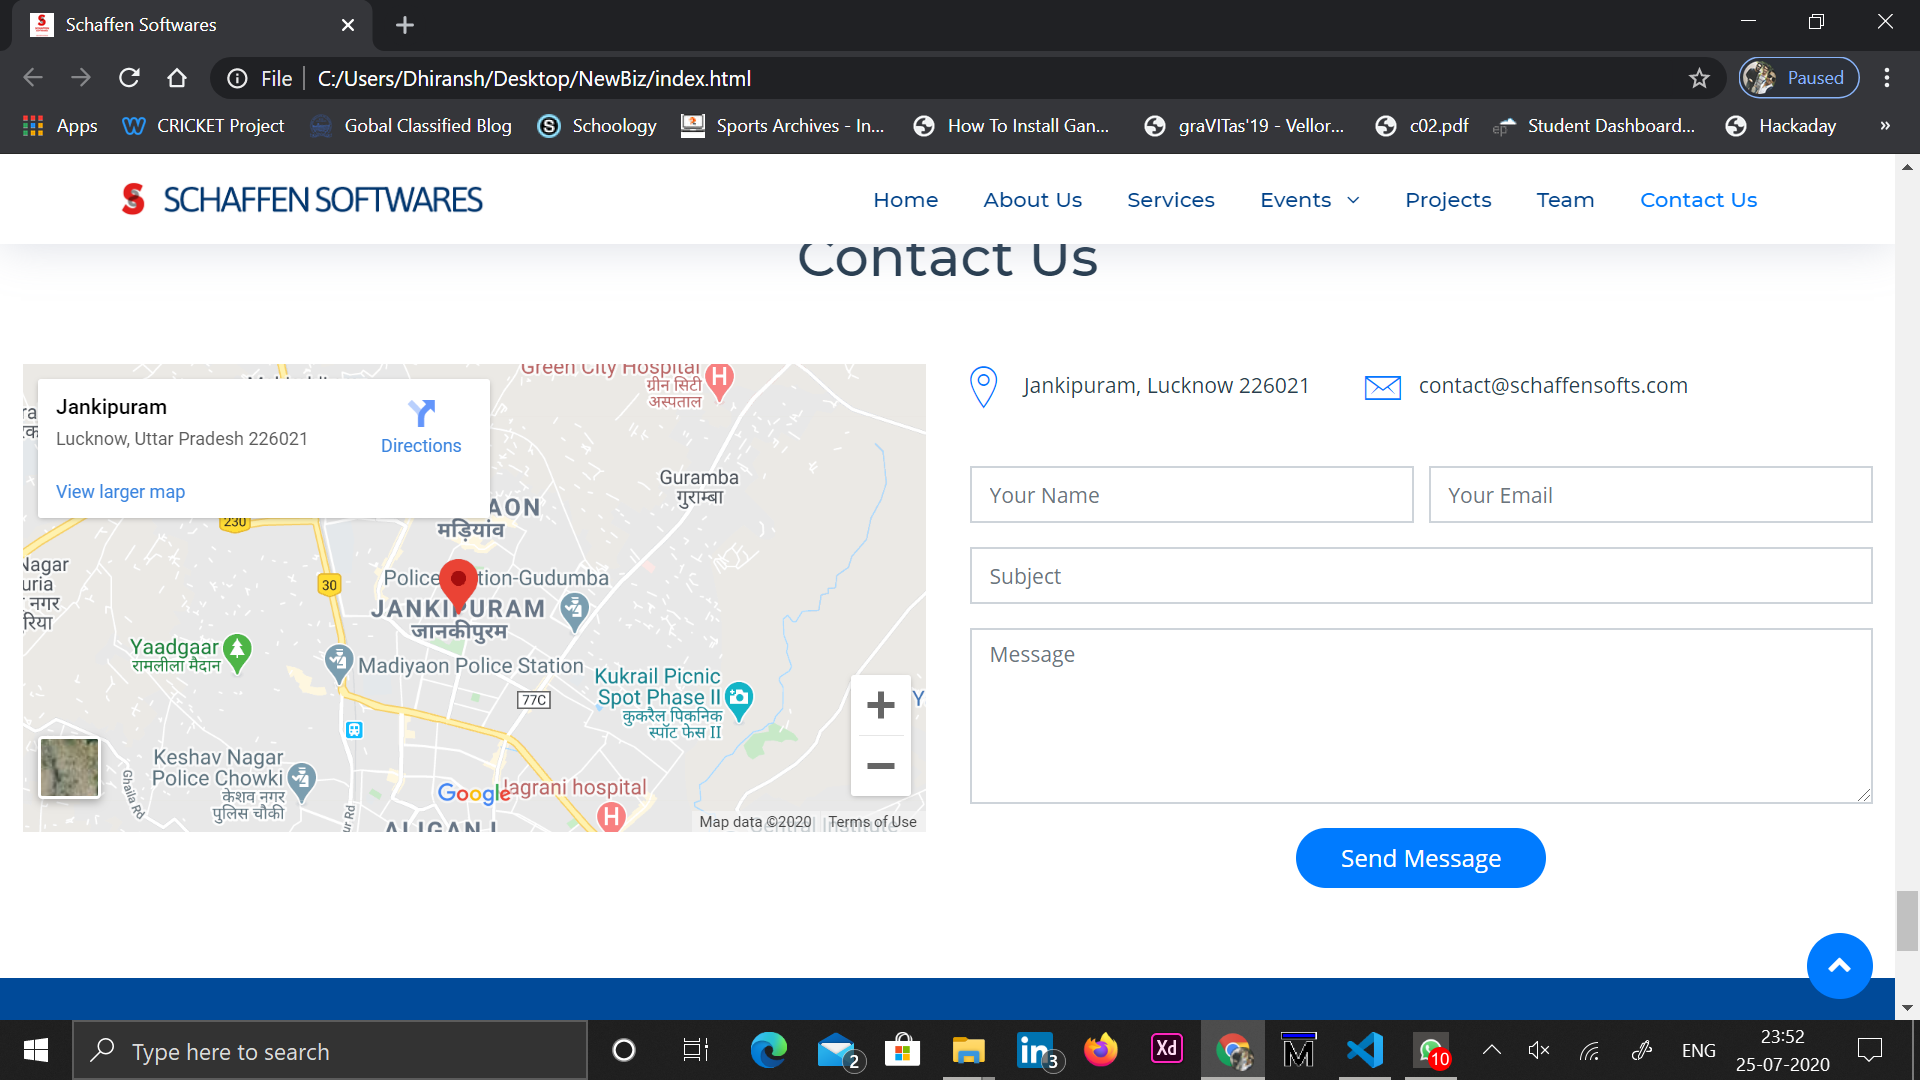 Schaffen Softwares
File
C:/Users/Dhiransh/Desktop/NewBiz/index.html
Paused
Apps
CRICKET Project
Gobal Classified Blog
Schoology
Sports Archives - In...
How To Install Gan...
graVITas'19 - Vellor...
c02.pdf
Student Dashboard...
Hackaday
»
SCHAFFEN SOFTWARES
Home
About Us
Services
Events
Projects
Team
Contact Us
Contact Us
Jankipuram
Lucknow, Uttar Pradesh 226021
Directions
View larger map
Green City Hospital
ग्रीन सिटी
अस्पताल
Guramba
गुराम्बा
AON
मड़ियांव
230
30
Nagar
uria
नगर
रिया
Police
tion-Gudumba
JANKIPURAM
जानकीपुरम
Yaadgaar
रामलीला मैदान
Madiyaon Police Station
77C
Kukrail Picnic
Spot Phase II
कुकरैल पिकनिक
स्पॉट फेस II
Y
Keshav Nagar
Police Chowki
केशव नगर
पुलिस चौकी
Ghaila Rd
ur Rd
Google
Jagrani hospital
ALIGANJ
Map data ©2020
Terms of Use
Jankipuram, Lucknow 226021
contact@schaffensofts.com
Your Name
Your Email
Subject
Message
Send Message
Type here to search
2
3
Xd
10
ENG
23:52
25-07-2020